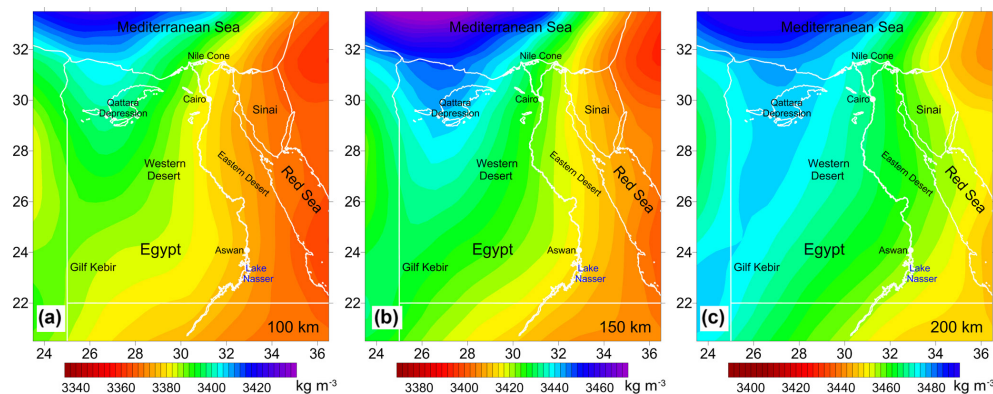 Mediterranean Sea
32
Nile Cone
Cairo
Sinai
30
Qattara
Depression
28
Western
Desert
Eastern Desert
Red Sea
26
Egypt
Aswan
24
Gilf Kebir
Lake
Nasser
22
(a)
100 km
24 26 28 30 32 34 36
3340 3360 3380 3400 3420 kg m⁻³
Mediterranean Sea
32
Nile Cone
Cairo
Sinai
30
Qattara
Depression
28
Western
Desert
Eastern Desert
Red Sea
26
Egypt
Aswan
24
Gilf Kebir
Lake
Nasser
22
(b)
150 km
24 26 28 30 32 34 36
3380 3400 3420 3440 3460 kg m⁻³
Mediterranean Sea
32
Nile Cone
Cairo
Sinai
30
Qattara
Depression
28
Western
Desert
Eastern Desert
Red Sea
26
Egypt
Aswan
24
Gilf Kebir
Lake
Nasser
22
(c)
200 km
24 26 28 30 32 34 36
3400 3420 3440 3460 3480 kg m⁻³